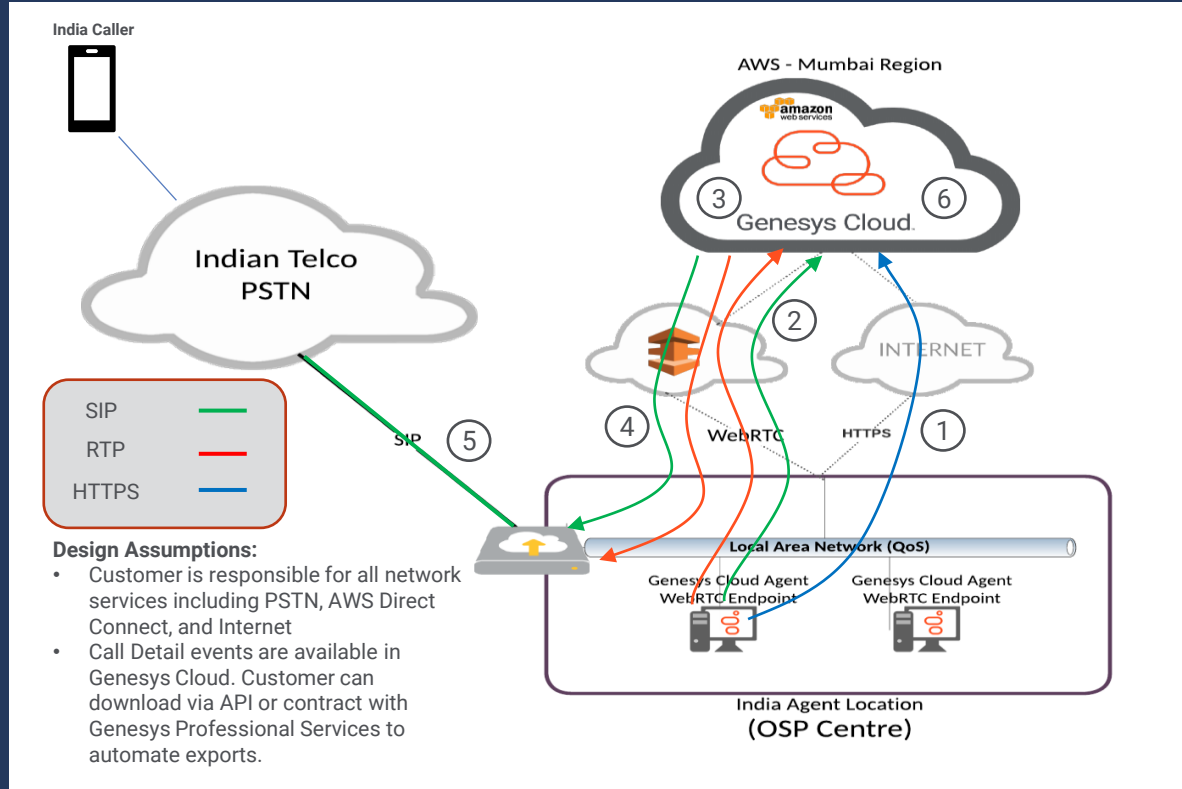 India Caller
AWS - Mumbai Region
amazon
web services
3
6
Genesys Cloud.
Indian Telco
PSTN
2
INTERNET
SIP
RTP
HTTPS
SIP
5
4
WebRTC
HTTPS
1
Local Area Network (QoS)
Genesys Cloud Agent
WebRTC Endpoint
Genesys Cloud Agent
WebRTC Endpoint
India Agent Location
(OSP Centre)
Design Assumptions:
• Customer is responsible for all network
services including PSTN, AWS Direct
Connect, and Internet
• Call Detail events are available in
Genesys Cloud. Customer can
download via API or contract with
Genesys Professional Services to
automate exports.